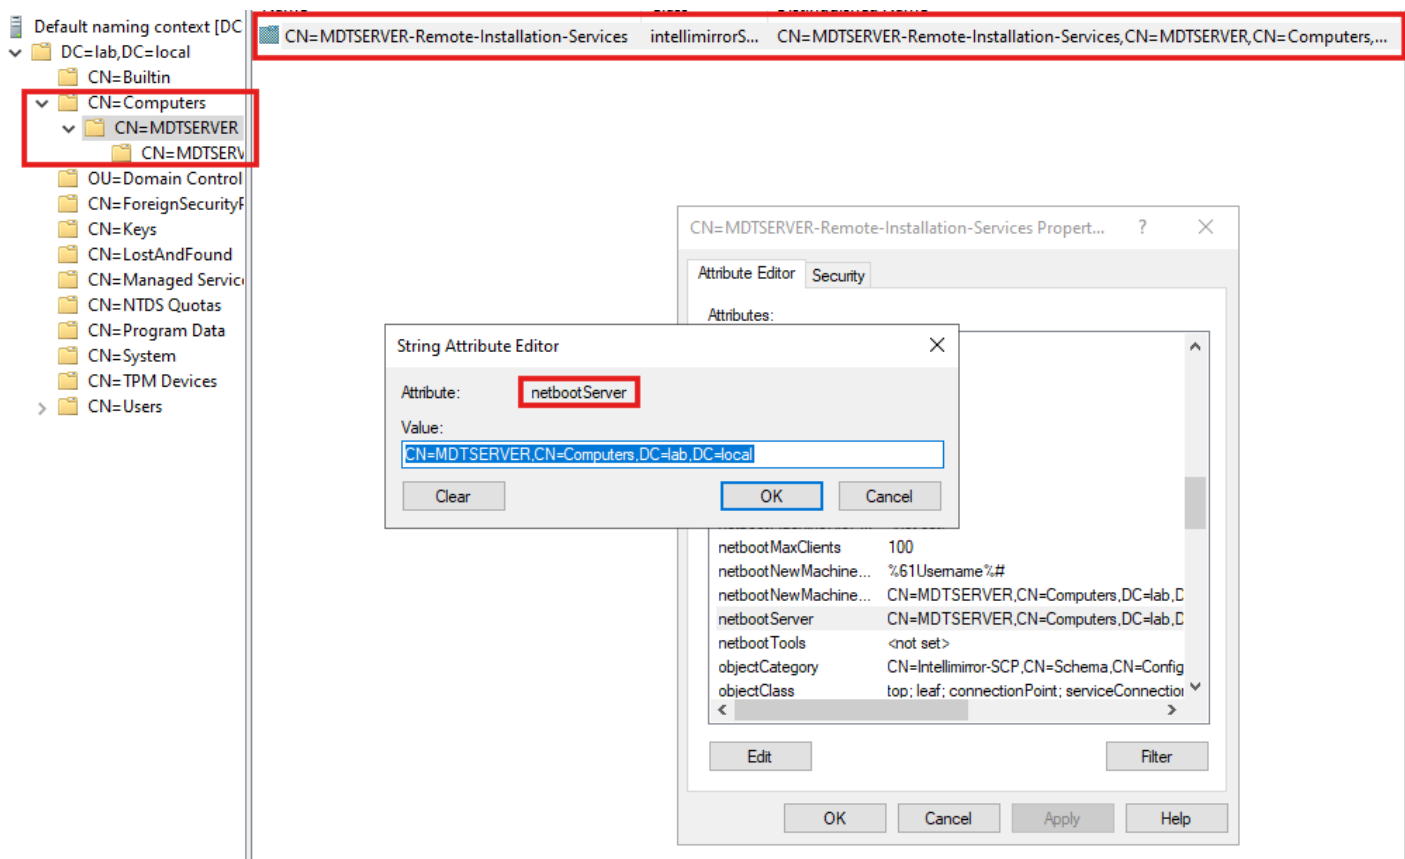 Default naming context [DC
DC=lab,DC=local
CN=Builtin
CN=Computers
CN=MDTSERVER
CN=MDTSERV
OU=Domain Control
CN=ForeignSecurityP
CN=Keys
CN=LostAndFound
CN=Managed Servic
CN=NTDS Quotas
CN=Program Data
CN=System
CN=TPM Devices
CN=Users
CN=MDTSERVER-Remote-Installation-Services intellimirrorS... CN=MDTSERVER-Remote-Installation-Services,CN=MDTSERVER,CN=Computers,...
CN=MDTSERVER-Remote-Installation-Services Propert... ?
Attribute Editor Security
Attributes:
String Attribute Editor
Attribute: netbootServer
Value:
CN=MDTSERVER,CN=Computers,DC=lab,DC=local
Clear OK Cancel
netbootMaxClients 100
netbootNewMachine... %61Username%#
netbootNewMachine... CN=MDTSERVER,CN=Computers,DC=lab,D
netbootServer CN=MDTSERVER,CN=Computers,DC=lab,D
netbootTools <not set>
objectCategory CN=Intellimirror-SCP,CN=Schema,CN=Config
objectClass top; leaf; connectionPoint; serviceConnection
Edit Filter
OK Cancel Apply Help